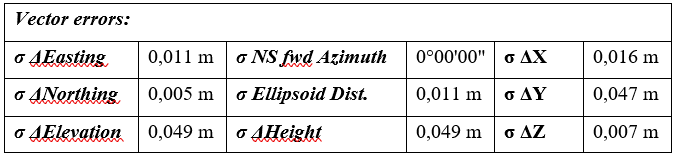 Vector errors:
σ ΔEasting 0,011 m σ NS fwd Azimuth 0°00'00" σ ΔX 0,016 m
σ ΔNorthing 0,005 m σ Ellipsoid Dist. 0,011 m σ ΔY 0,047 m
σ ΔElevation 0,049 m σ ΔHeight 0,049 m σ ΔZ 0,007 m